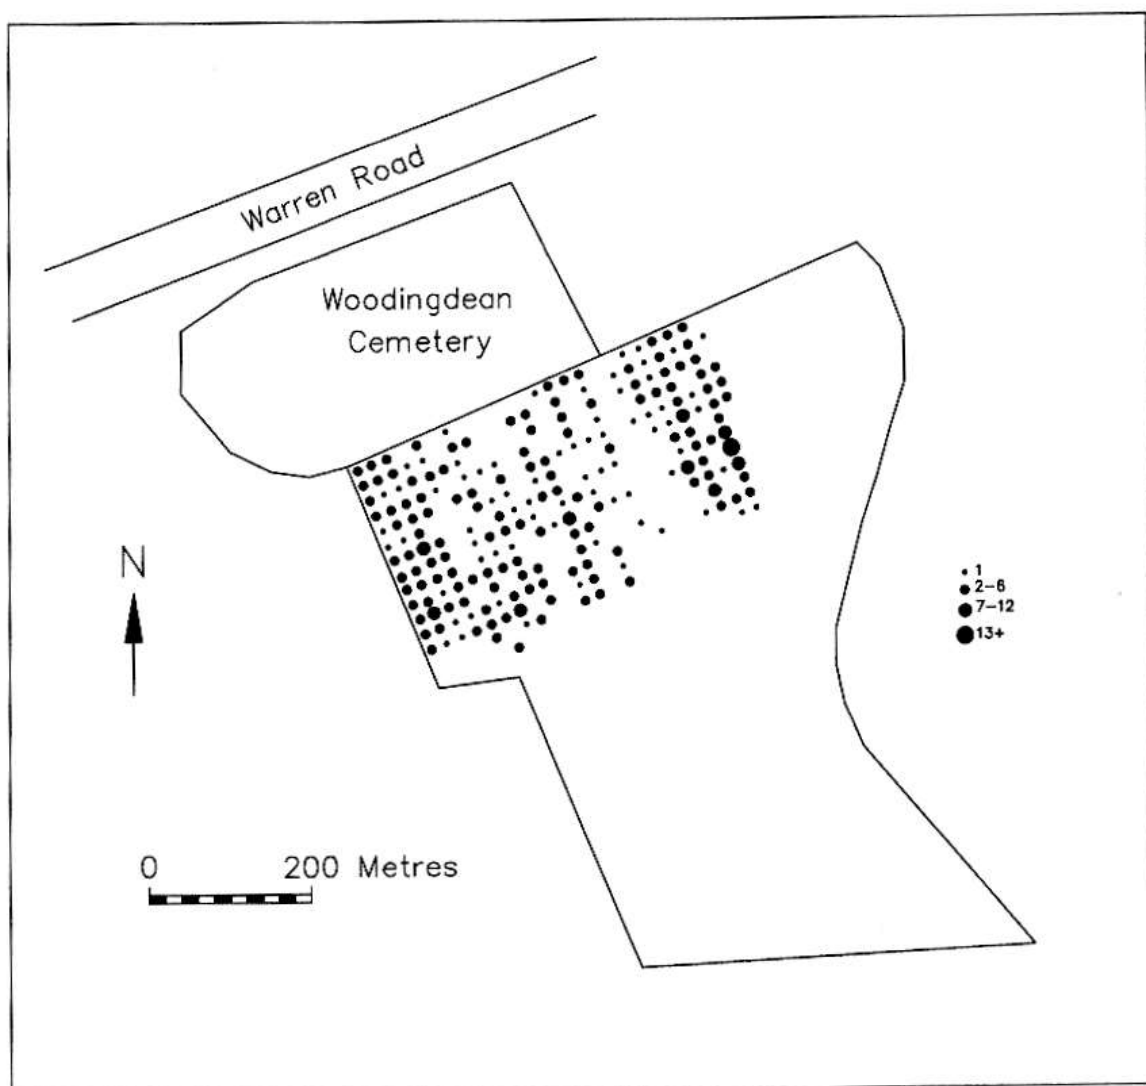 Warren Road
Woodingdean
Cemetery
N
1
2-6
7-12
13+
0 200 Metres